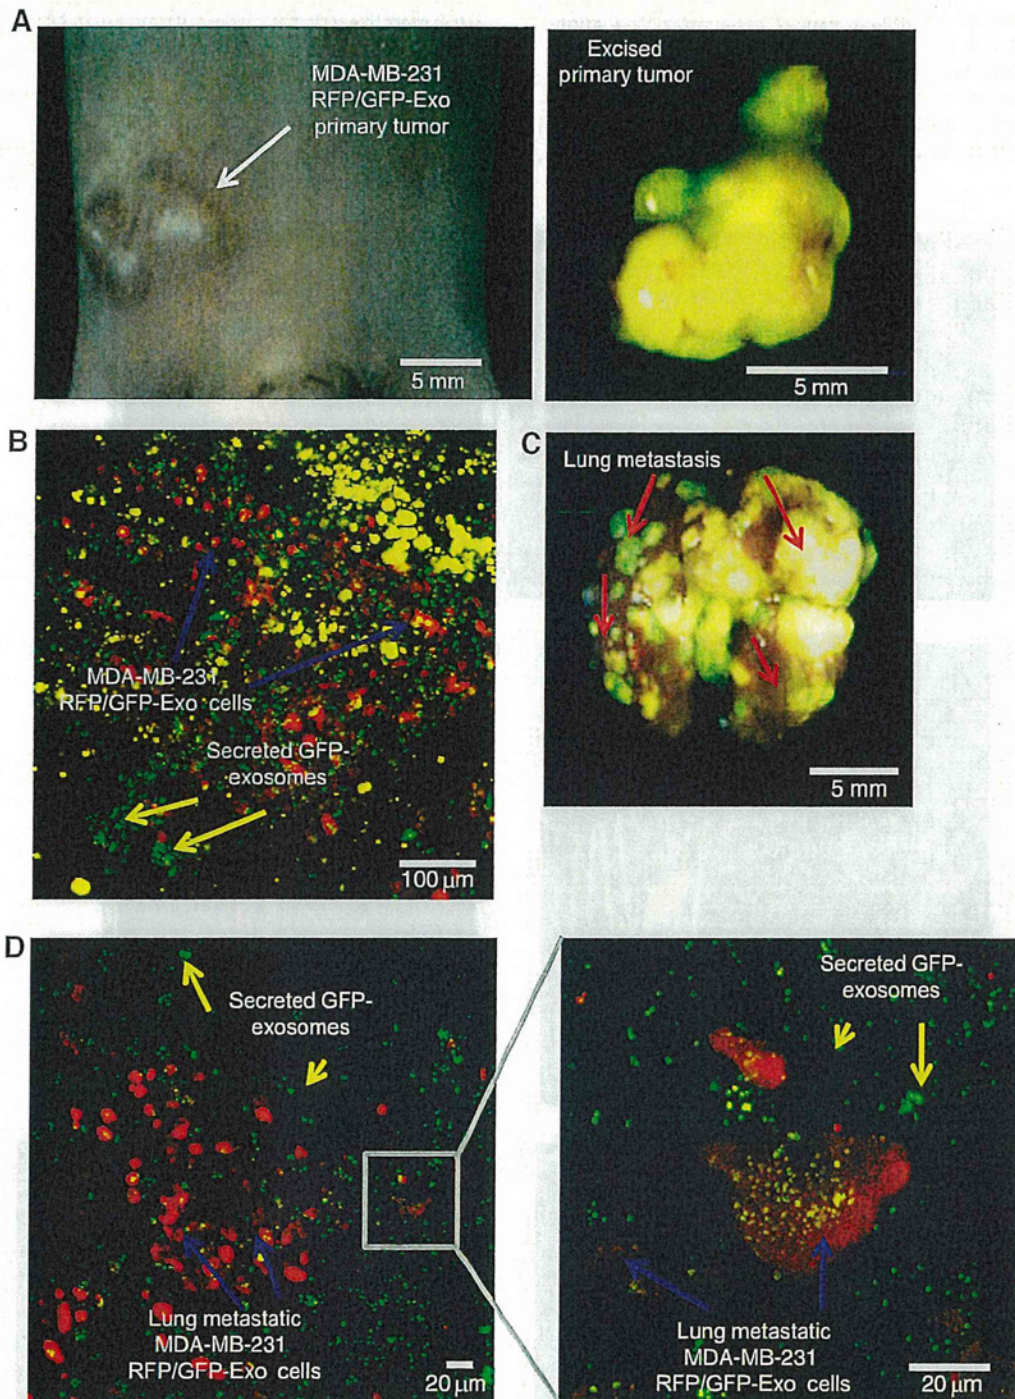 A
MDA-MB-231
RFP/GFP-Exo
primary tumor
5 mm
Excised
primary tumor
5 mm
B
MDA-MB-231
RFP/GFP-Exo cells
Secreted GFP-
exosomes
100 μm
C
Lung metastasis
5 mm
D
Secreted GFP-
exosomes
Lung metastatic
MDA-MB-231
RFP/GFP-Exo cells
20 μm
Secreted GFP-
exosomes
Lung metastatic
MDA-MB-231
RFP/GFP-Exo cells
20 μm